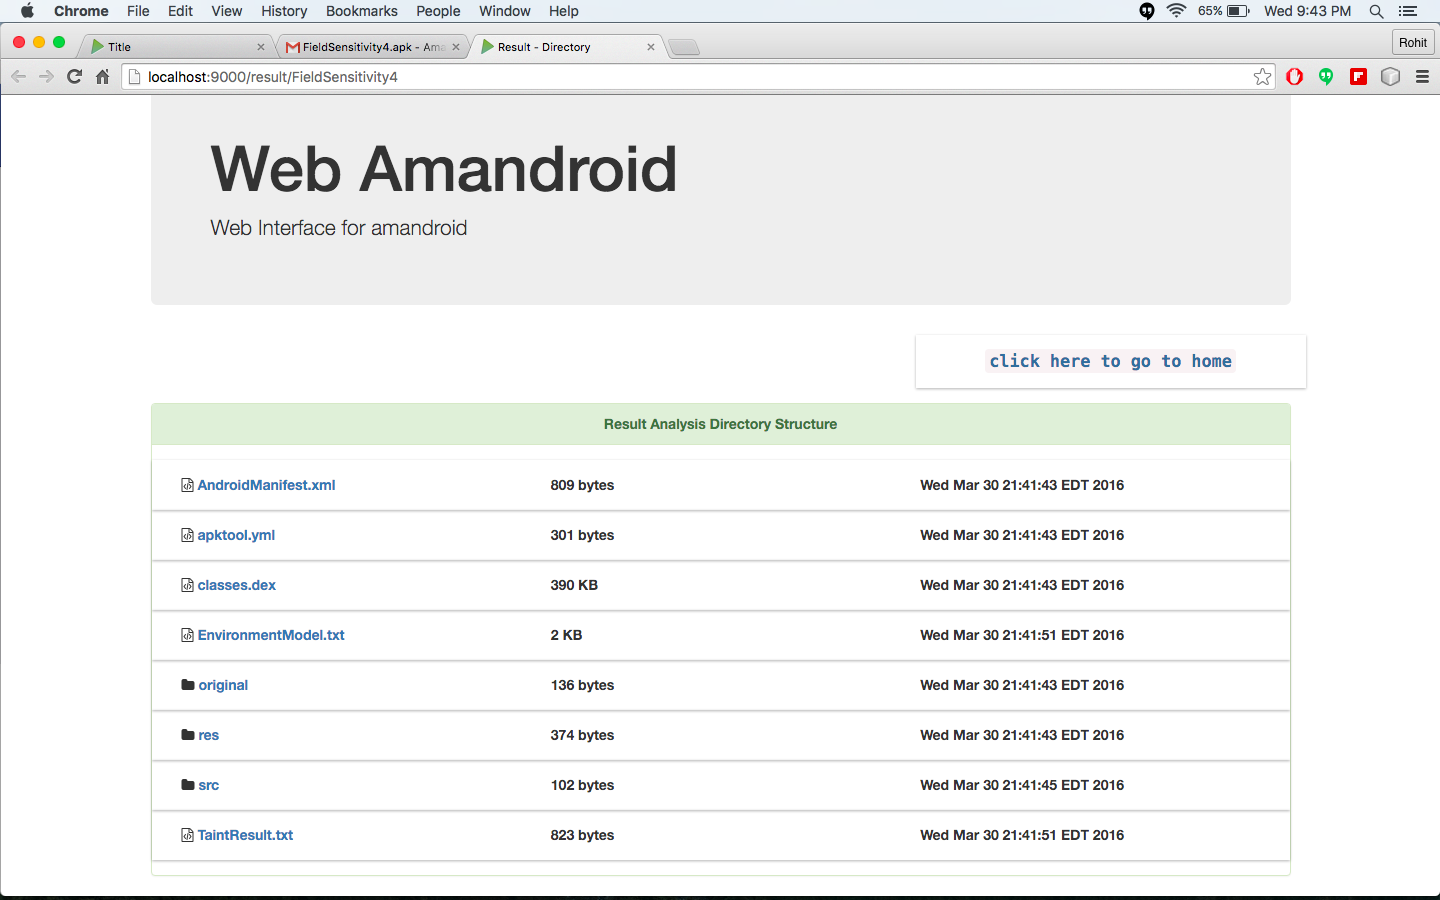 Chrome File Edit View History Bookmarks People Window Help 65% Wed 9:43 PM
Title FieldSensitivity4.apk - Ama Result - Directory Rohit
localhost:9000/result/FieldSensitivity4
Web Amandroid
Web Interface for amandroid
click here to go to home
Result Analysis Directory Structure
AndroidManifest.xml 809 bytes Wed Mar 30 21:41:43 EDT 2016
apktool.yml 301 bytes Wed Mar 30 21:41:43 EDT 2016
classes.dex 390 KB Wed Mar 30 21:41:43 EDT 2016
EnvironmentModel.txt 2 KB Wed Mar 30 21:41:51 EDT 2016
original 136 bytes Wed Mar 30 21:41:43 EDT 2016
res 374 bytes Wed Mar 30 21:41:43 EDT 2016
src 102 bytes Wed Mar 30 21:41:45 EDT 2016
TaintResult.txt 823 bytes Wed Mar 30 21:41:51 EDT 2016